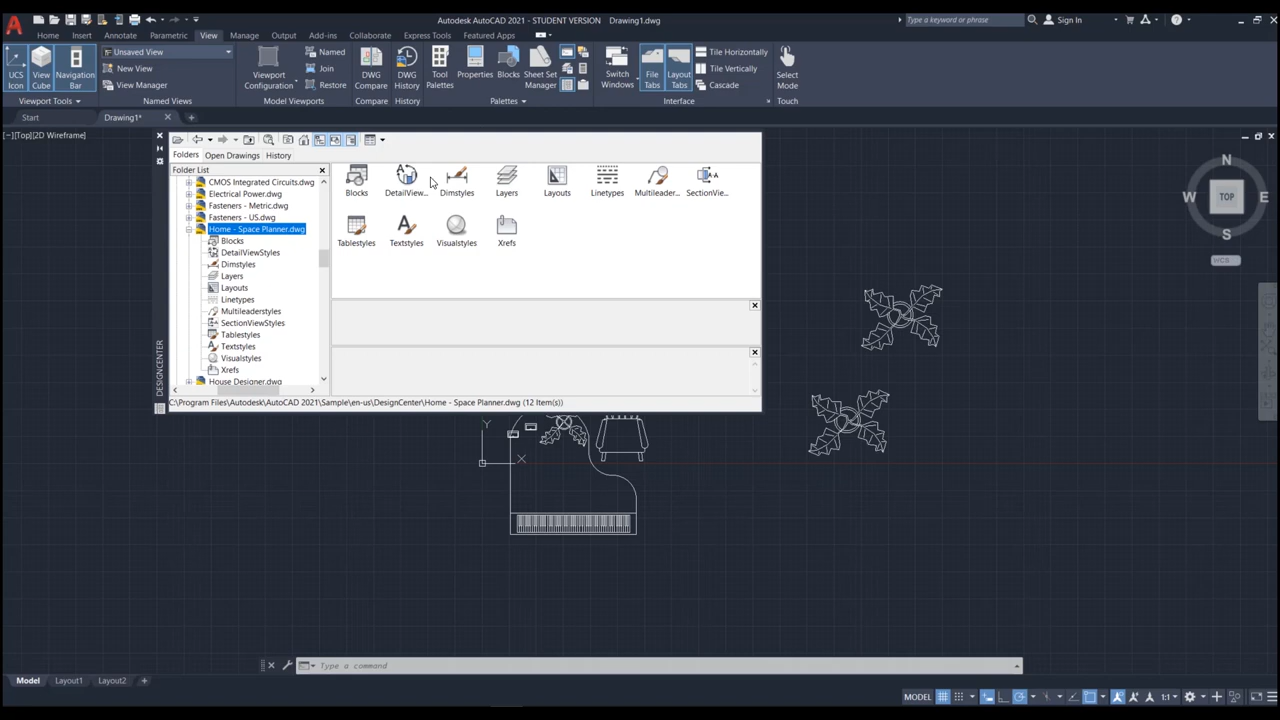 Autodesk AutoCAD 2021 - STUDENT VERSION Drawing1.dwg
Type a keyword or phrase
Sign In
Home Insert Annotate Parametric View Manage Output Add-ins Collaborate Express Tools Featured Apps
UCS Icon
View Cube
Navigation Bar
Viewport Tools
Unsaved View
New View
View Manager
Named Views
Viewport Configuration
Named
Join
Restore
Model Viewports
DWG Compare
Compare
DWG History
History
Tool Palettes
Properties
Blocks
Sheet Set Manager
Palettes
Switch Windows
File Tabs
Layout Tabs
Tile Horizontally
Tile Vertically
Cascade
Interface
Select Mode
Touch
Start
Drawing1*
[−][Top][2D Wireframe]
Folders Open Drawings History
Folder List
CMOS Integrated Circuits.dwg
Electrical Power.dwg
Fasteners - Metric.dwg
Fasteners - US.dwg
Home - Space Planner.dwg
Blocks
DetailViewStyles
Dimstyles
Layers
Layouts
Linetypes
Multileaderstyles
SectionViewStyles
Tablestyles
Textstyles
Visualstyles
Xrefs
House Designer.dwg
Blocks DetailView... Dimstyles Layers Layouts Linetypes Multileader... SectionVie...
Tablestyles Textstyles Visualstyles Xrefs
DESIGNCENTER
C:\Program Files\Autodesk\AutoCAD 2021\Sample\en-us\DesignCenter\Home - Space Planner.dwg (12 Item(s))
N
W TOP E
S
WCS
Y
X
Type a command
Model Layout1 Layout2
MODEL
1:1